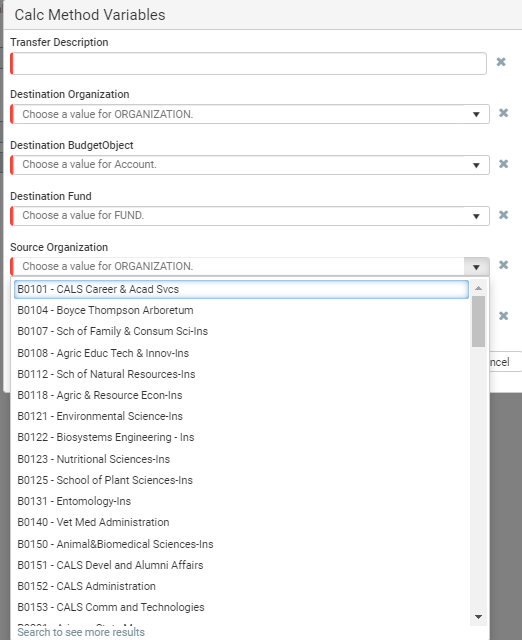 Calc Method Variables
Transfer Description
Destination Organization
Choose a value for ORGANIZATION.
Destination BudgetObject
Choose a value for Account.
Destination Fund
Choose a value for FUND.
Source Organization
Choose a value for ORGANIZATION.
B0101 - CALS Career & Acad Svcs
B0104 - Boyce Thompson Arboretum
B0107 - Sch of Family & Consum Sci-Ins
B0108 - Agric Educ Tech & Innov-Ins
B0112 - Sch of Natural Resources-Ins
B0118 - Agric & Resource Econ-Ins
ncel
B0121 - Environmental Science-Ins
B0122 - Biosystems Engineering - Ins
B0123 - Nutritional Sciences-Ins
B0125 - School of Plant Sciences-Ins
B0131 - Entomology-Ins
B0140 - Vet Med Administration
B0150 - Animal&Biomedical Sciences-Ins
B0151 - CALS Devel and Alumni Affairs
B0152 - CALS Administration
B0153 - CALS Comm and Technologies
Search to see more results